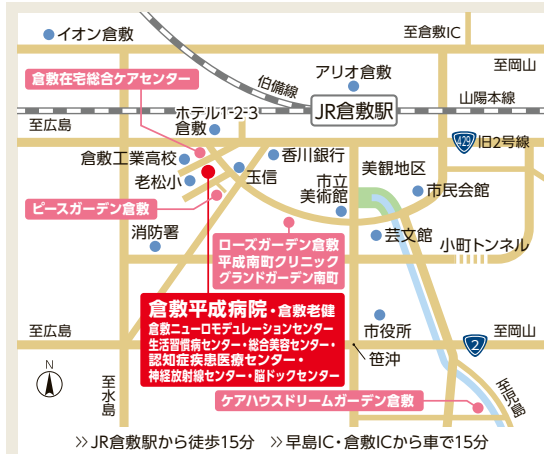 イオン倉敷
至倉敷IC
至岡山
倉敷在宅総合ケアセンター
伯備線
アリオ倉敷
JR倉敷駅
山陽本線
至広島
ホテル1-2-3
倉敷
429
旧2号線
倉敷工業高校
香川銀行
美観地区
老松小
玉信
市立
美術館
市民会館
ピースガーデン倉敷
消防署
ローズガーデン倉敷
平成南町クリニック
グランドガーデン南町
芸文館
小町トンネル
倉敷平成病院・倉敷老健
倉敷ニューロモデュレーションセンター
生活習慣病センター・総合美容センター・
認知症疾患医療センター・
神経放射線センター・脳ドックセンター
至広島
市役所
至岡山
2
笹沖
N
至水島
ケアハウスドリームガーデン倉敷
至児島
≫JR倉敷駅から徒歩15分 ≫早島IC・倉敷ICから車で15分